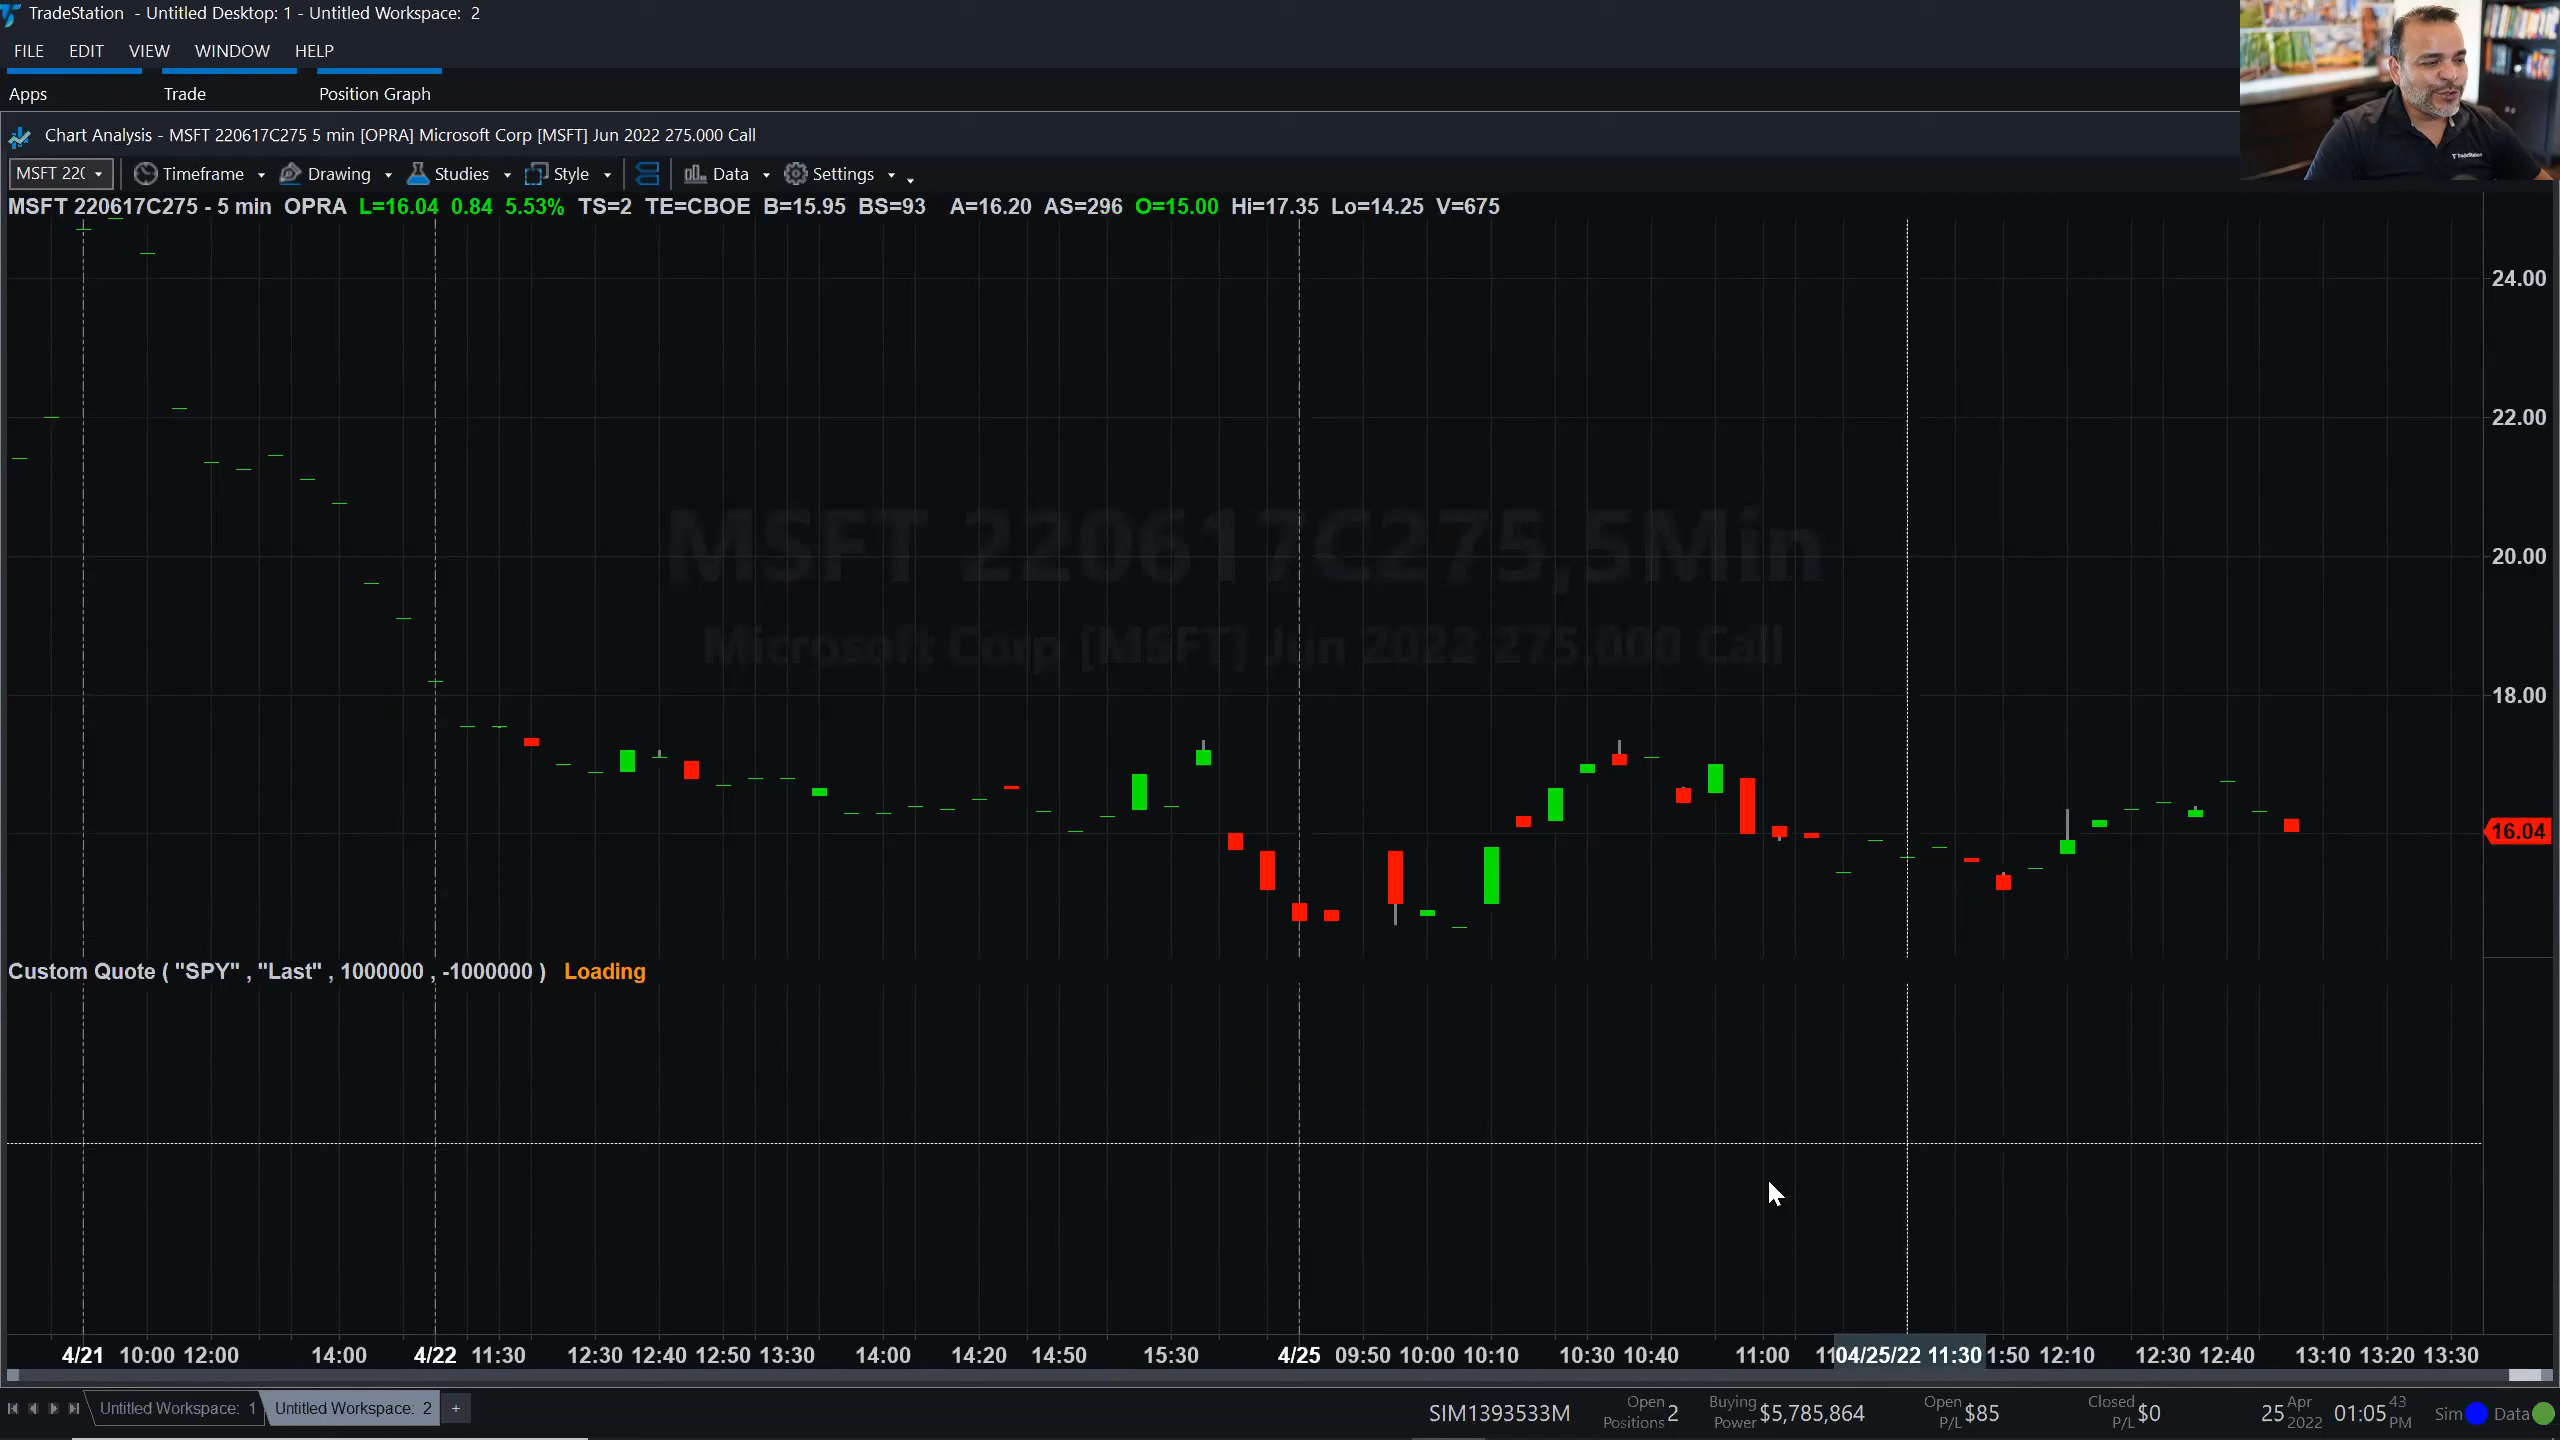 TradeStation - Untitled Desktop: 1 - Untitled Workspace: 2
FILE EDIT VIEW WINDOW HELP
Apps Trade Position Graph
Chart Analysis - MSFT 220617C275 5 min [OPRA] Microsoft Corp [MSFT] Jun 2022 275.000 Call
MSFT 22( Timeframe Drawing Studies Style Data Settings
MSFT 220617C275 - 5 min OPRA L=16.04 0.84 5.53% TS=2 TE=CBOE B=15.95 BS=93 A=16.20 AS=296 O=15.00 Hi=17.35 Lo=14.25 V=675
24.00
22.00
MSFT 220617C275,5Min
20.00
Microsoft Corp [MSFT] Jun 2022 275.000 Call
18.00
16.04
Custom Quote ( "SPY" , "Last" , 1000000 , -1000000 ) Loading
4/21 10:00 12:00 14:00 4/22 11:30 12:30 12:40 12:50 13:30 14:00 14:20 14:50 15:30 4/25 09:50 10:00 10:10 10:30 10:40 11:00 11 04/25/22 11:30 1:50 12:10 12:30 12:40 13:10 13:20 13:30
Untitled Workspace: 1 Untitled Workspace: 2 + SIM1393533M Open Positions 2 Buying Power $5,785,864 Open P/L $85 Closed P/L $0 25 Apr 2022 01:05 43 PM Sim Data